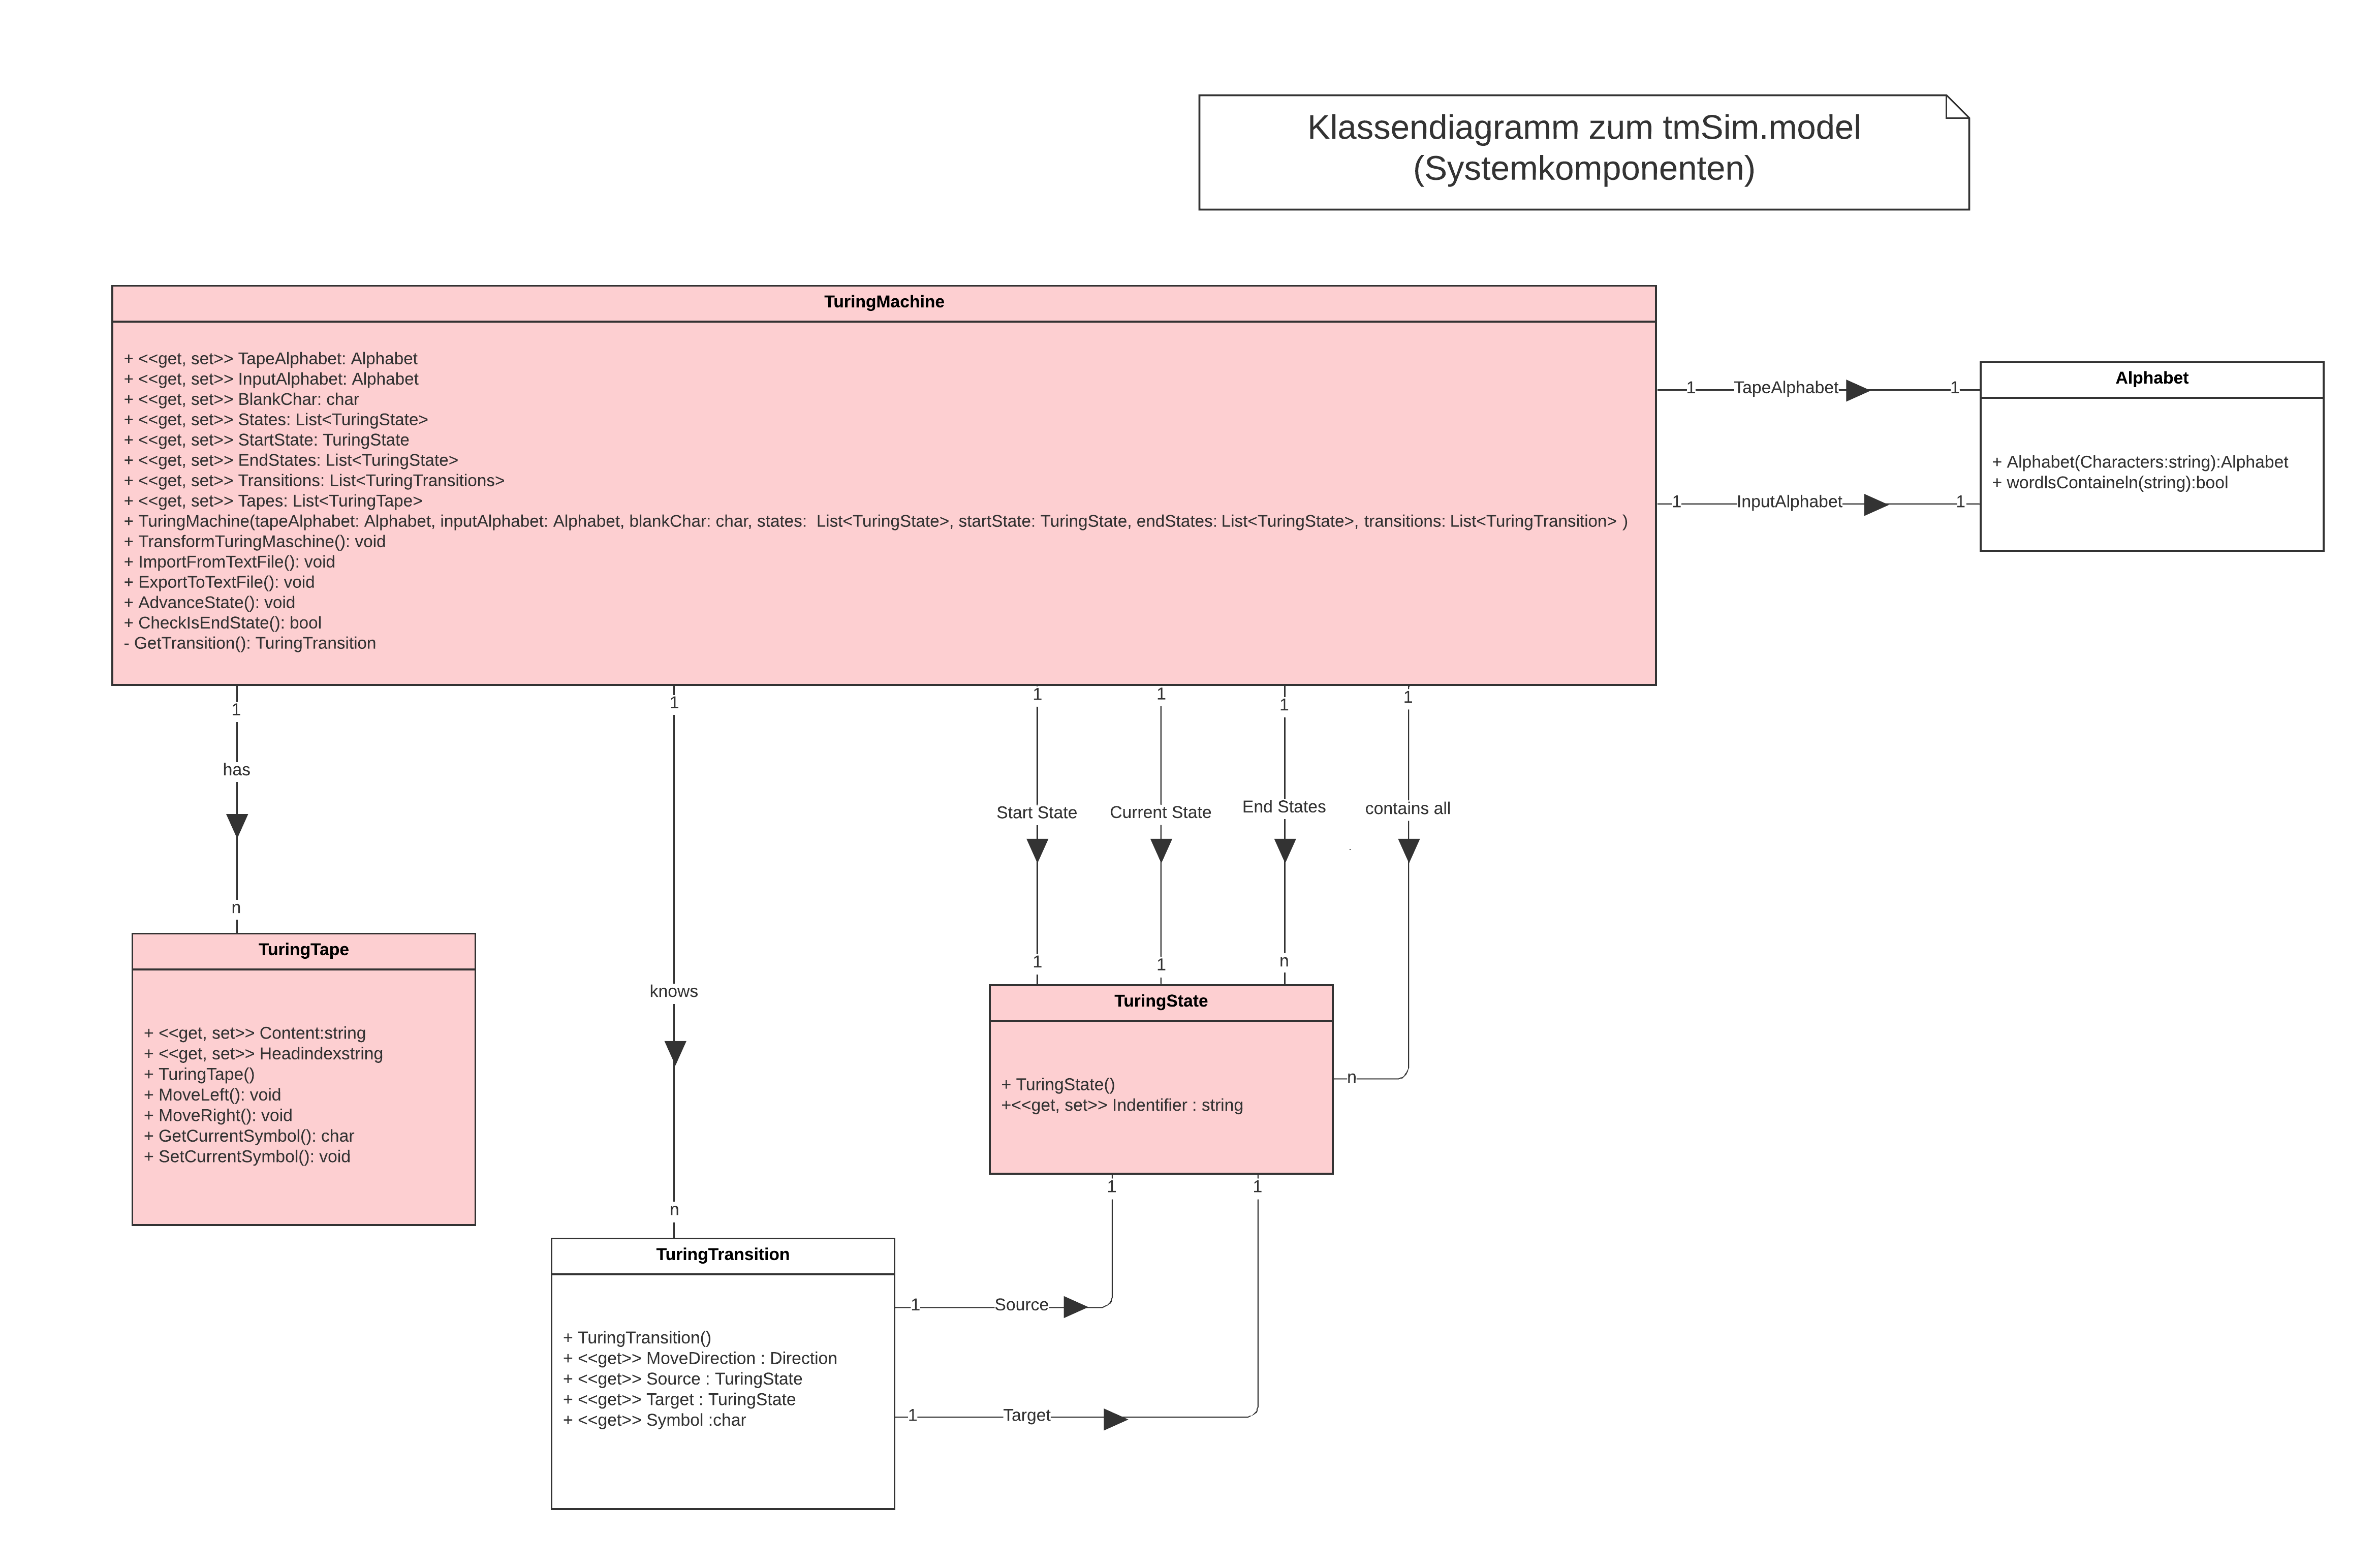 Klassendiagramm zum tmSim.model
(Systemkomponenten)
TuringMachine
+ <<get, set>> TapeAlphabet: Alphabet
+ <<get, set>> InputAlphabet: Alphabet
+ <<get, set>> BlankChar: char
+ <<get, set>> States: List<TuringState>
+ <<get, set>> StartState: TuringState
+ <<get, set>> EndStates: List<TuringState>
+ <<get, set>> Transitions: List<TuringTransitions>
+ <<get, set>> Tapes: List<TuringTape>
+ TuringMachine(tapeAlphabet: Alphabet, inputAlphabet: Alphabet, blankChar: char, states:  List<TuringState>, startState: TuringState, endStates: List<TuringState>, transitions: List<TuringTransition> )
+ TransformTuringMaschine(): void
+ ImportFromTextFile(): void
+ ExportToTextFile(): void
+ AdvanceState(): void
+ CheckIsEndState(): bool
- GetTransition(): TuringTransition
1 TapeAlphabet 1
1 InputAlphabet 1
Alphabet
+ Alphabet(Characters:string):Alphabet
+ wordIsContaineIn(string):bool
1
has
n
1
knows
n
1
Start State
1
1
Current State
1
1
End States
n
1
contains all
n
TuringTape
+ <<get, set>> Content:string
+ <<get, set>> Headindexstring
+ TuringTape()
+ MoveLeft(): void
+ MoveRight(): void
+ GetCurrentSymbol(): char
+ SetCurrentSymbol(): void
TuringState
+ TuringState()
+<<get, set>> Indentifier : string
1
1
TuringTransition
+ TuringTransition()
+ <<get>> MoveDirection : Direction
+ <<get>> Source : TuringState
+ <<get>> Target : TuringState
+ <<get>> Symbol :char
1 Source
1 Target